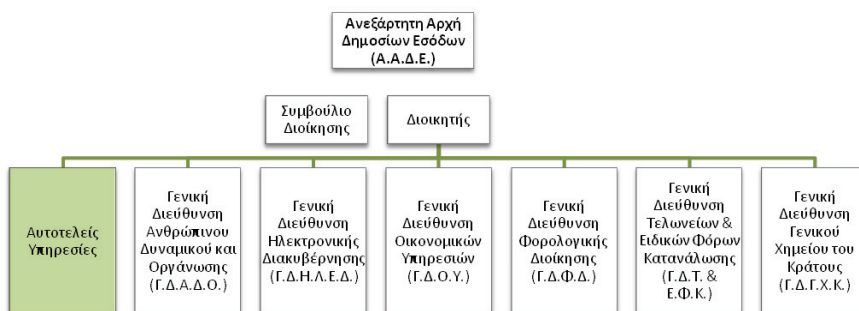 Ανεξάρτητη Αρχή
Δημοσίων Εσόδων
(Α.Α.Δ.Ε.)
Συμβούλιο
Διοίκησης
Διοικητής
Αυτοτελείς
Υπηρεσίες
Γενική
Διεύθυνση
Ανθρώπινου
Δυναμικού και
Οργάνωσης
(Γ.Δ.Α.Δ.Ο.)
Γενική
Διεύθυνση
Ηλεκτρονικής
Διακυβέρνησης
(Γ.Δ.Η.Λ.Ε.Δ.)
Γενική
Διεύθυνση
Οικονομικών
Υπηρεσιών
(Γ.Δ.Ο.Υ.)
Γενική
Διεύθυνση
Φορολογικής
Διοίκησης
(Γ.Δ.Φ.Δ.)
Γενική
Διεύθυνση
Τελωνείων &
Ειδικών Φόρων
Κατανάλωσης
(Γ.Δ.Τ. &
Ε.Φ.Κ.)
Γενική
Διεύθυνση
Γενικού
Χημείου του
Κράτους
(Γ.Δ.Γ.Χ.Κ.)